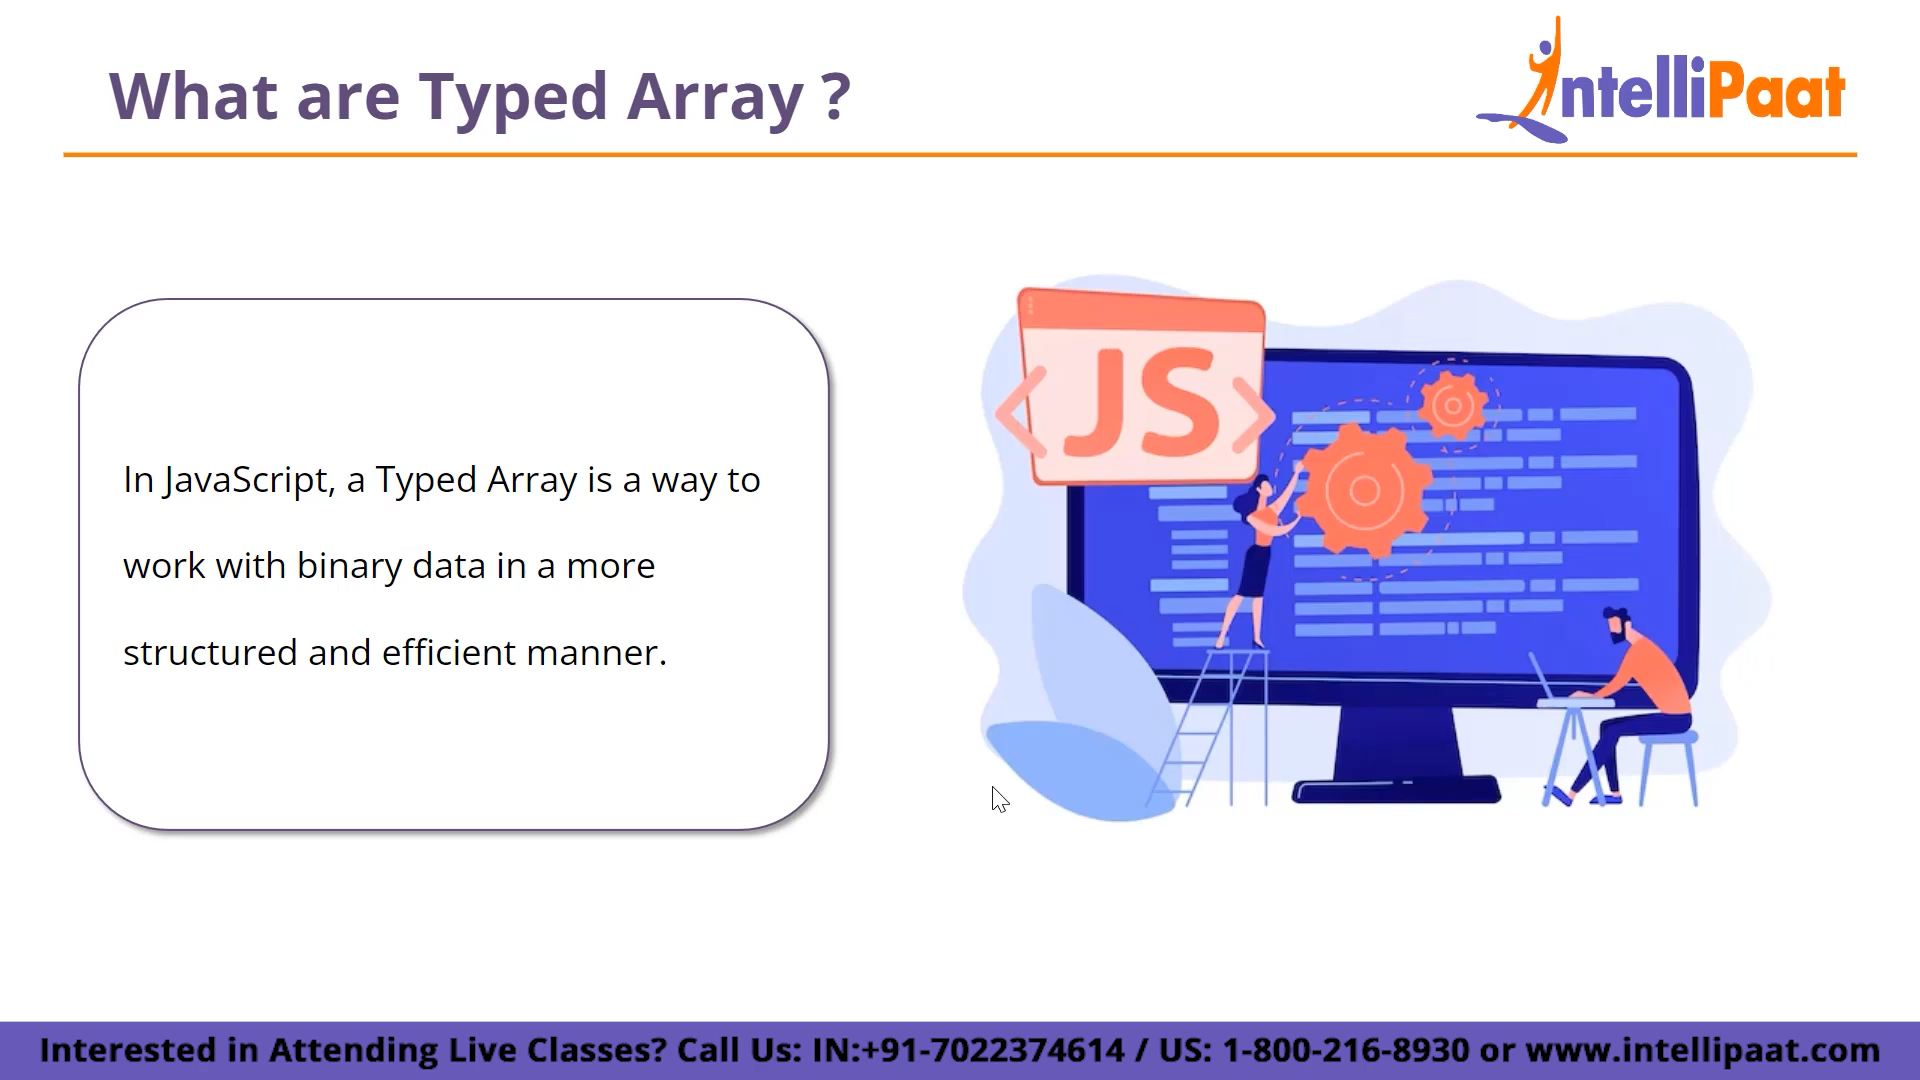 What are Typed Array ?
IntelliPaat
In JavaScript, a Typed Array is a way to
work with binary data in a more
structured and efficient manner.
JS
Interested in Attending Live Classes? Call Us: IN:+91-7022374614 / US: 1-800-216-8930 or www.intellipaat.com